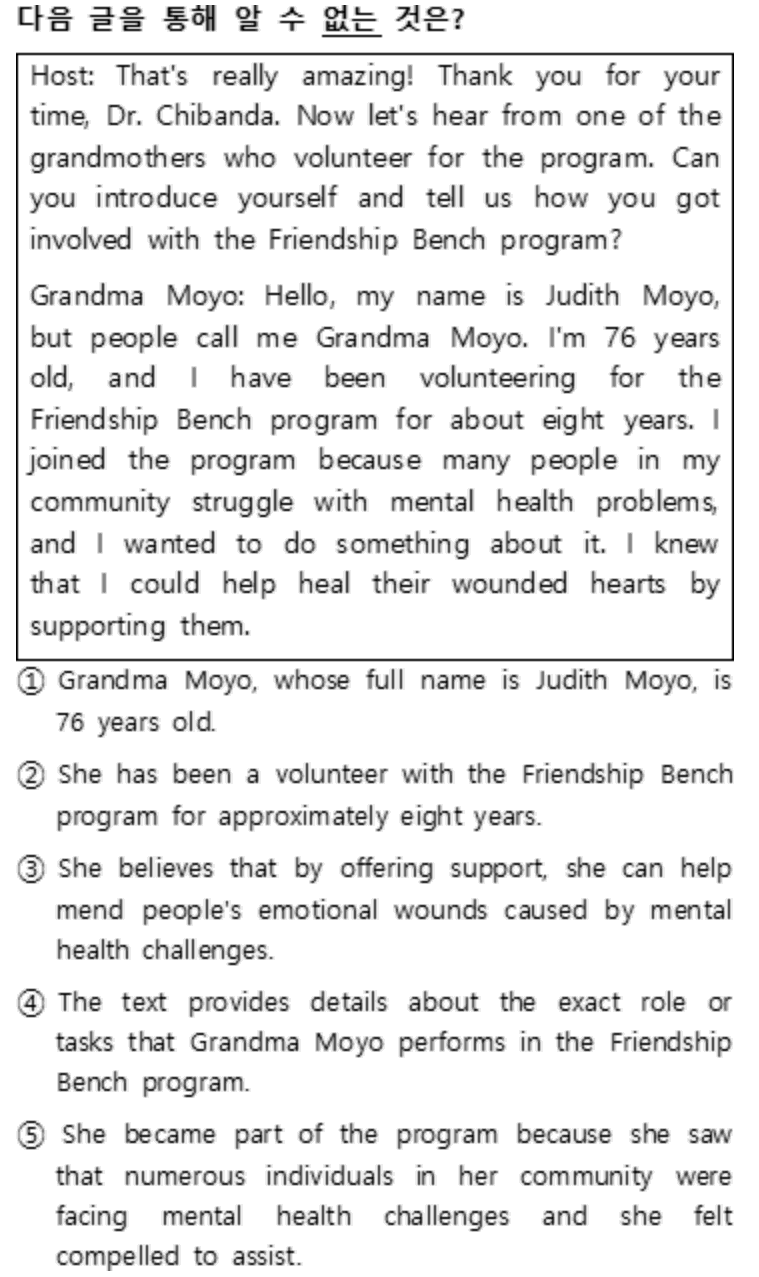 다음 글을 통해 알 수 없는 것은?
Host: That's really amazing! Thank you for your
time, Dr. Chibanda. Now let's hear from one of the
grandmothers who volunteer for the program. Can
you introduce yourself and tell us how you got
involved with the Friendship Bench program?
Grandma Moyo: Hello, my name is Judith Moyo,
but people call me Grandma Moyo. I'm 76 years
old, and I have been volunteering for the
Friendship Bench program for about eight years. I
joined the program because many people in my
community struggle with mental health problems,
and I wanted to do something about it. I knew
that I could help heal their wounded hearts by
supporting them.
① Grandma Moyo, whose full name is Judith Moyo, is
76 years old.
② She has been a volunteer with the Friendship Bench
program for approximately eight years.
③ She believes that by offering support, she can help
mend people's emotional wounds caused by mental
health challenges.
④ The text provides details about the exact role or
tasks that Grandma Moyo performs in the Friendship
Bench program.
⑤ She became part of the program because she saw
that numerous individuals in her community were
facing mental health challenges and she felt
compelled to assist.